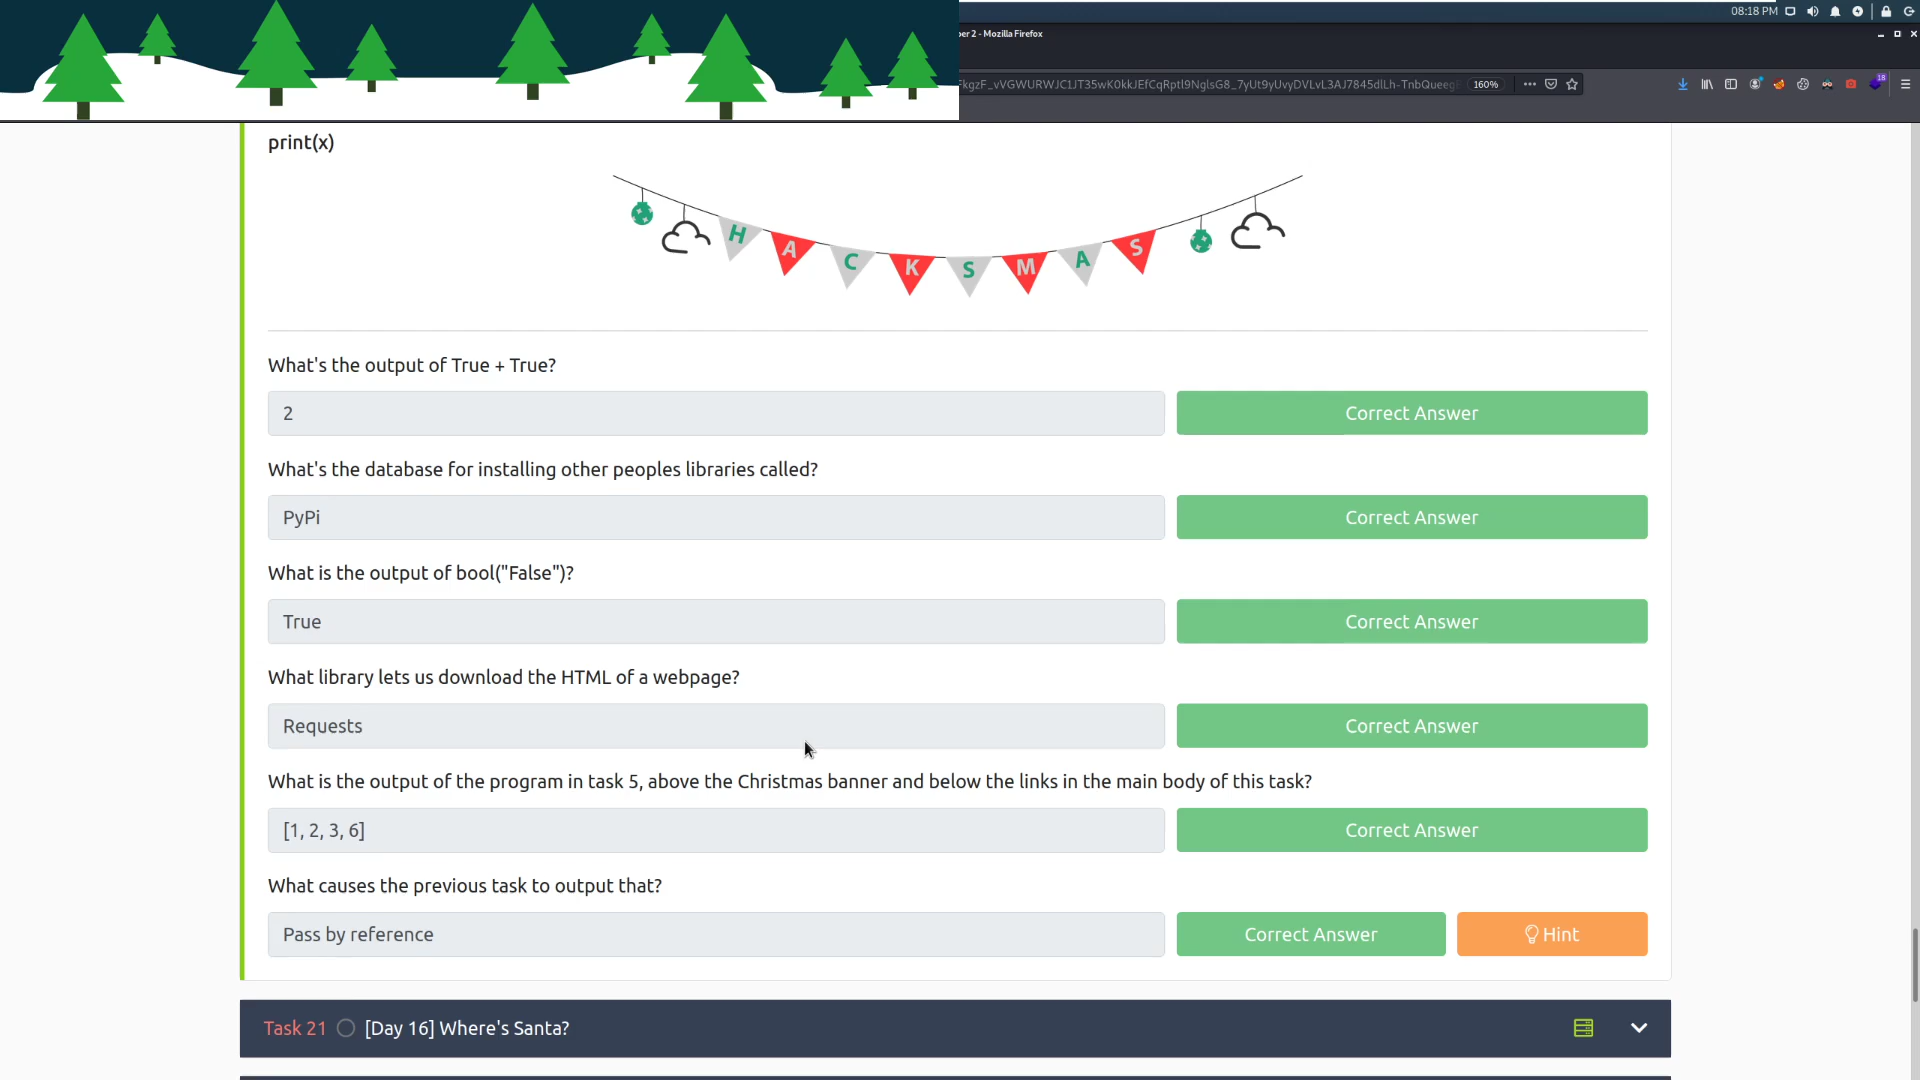 08:18 PM
per 2 - Mozilla Firefox
160%
18
print(x)
HACKSMAS
What's the output of True + True?
2
Correct Answer
What's the database for installing other peoples libraries called?
PyPi
Correct Answer
What is the output of bool("False")?
True
Correct Answer
What library lets us download the HTML of a webpage?
Requests
Correct Answer
What is the output of the program in task 5, above the Christmas banner and below the links in the main body of this task?
[1, 2, 3, 6]
Correct Answer
What causes the previous task to output that?
Pass by reference
Correct Answer
Hint
Task 21 [Day 16] Where's Santa?